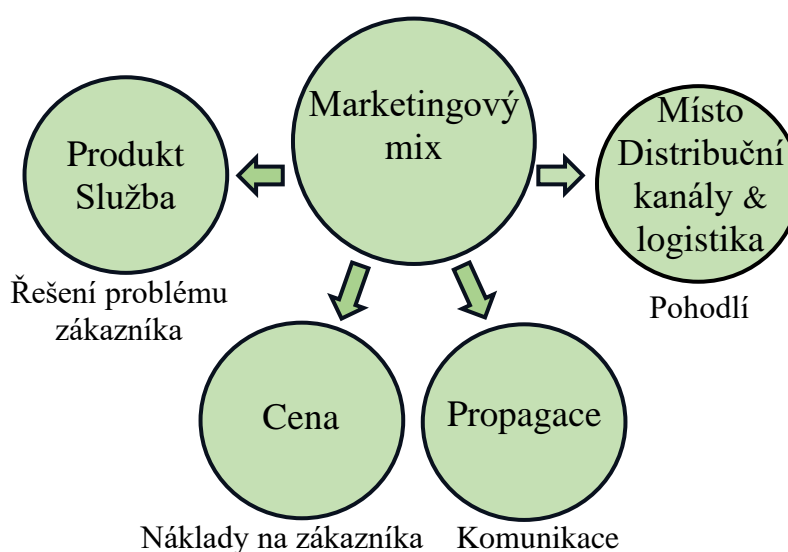 Marketingový
mix
Produkt
Služba
Místo
Distribuční
kanály &
logistika
Řešení problému
zákazníka
Pohodlí
Cena
Propagace
Náklady na zákazníka
Komunikace